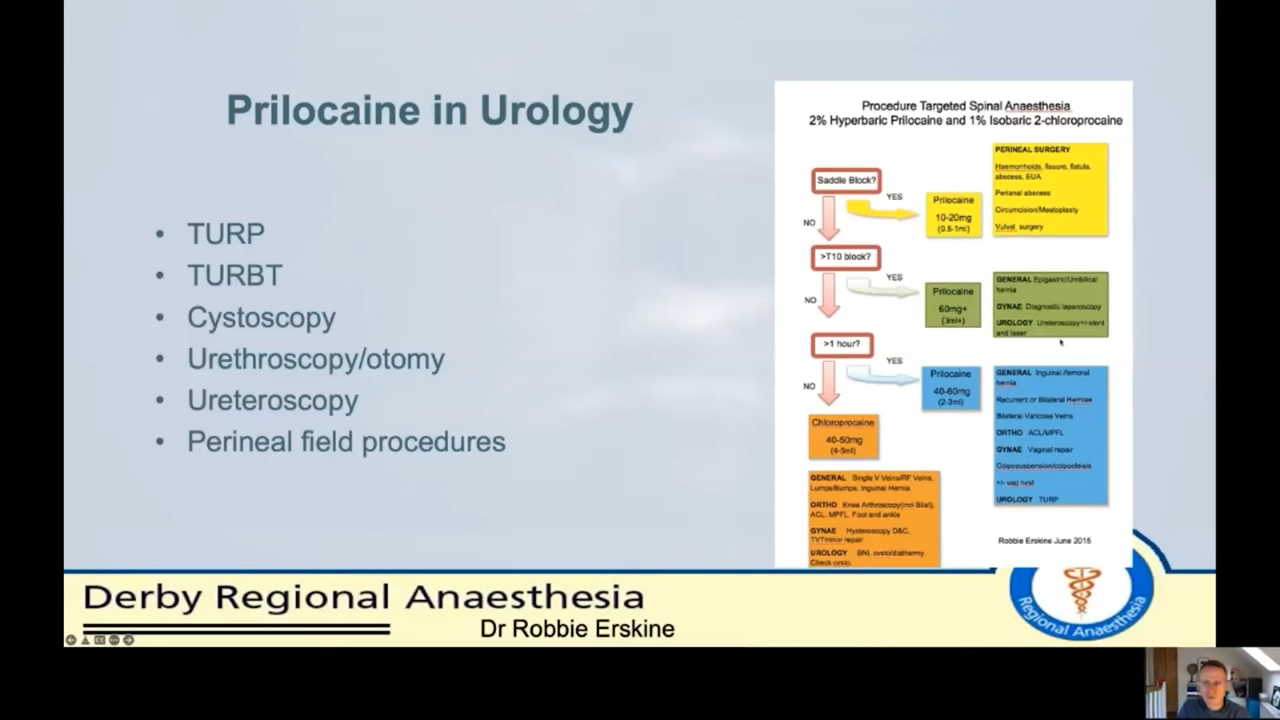 Prilocaine in Urology
• TURP
• TURBT
• Cystoscopy
• Urethroscopy/otomy
• Ureteroscopy
• Perineal field procedures
Procedure Targeted Spinal Anaesthesia
2% Hyperbaric Prilocaine and 1% Isobaric 2-chloroprocaine
Saddle Block?
YES
NO
Prilocaine
10-20mg
(0.5-1ml)
PERINEAL SURGERY
Haemorrhoids, fissure, fistula,
abscess, EUA
Perianal abscess
Circumcision/Meatoplasty
Vulval surgery
>T10 block?
YES
NO
Prilocaine
60mg+
(3ml+)
GENERAL Epigastric/Umbilical
hernia
GYNAE Diagnostic laparoscopy
UROLOGY Ureteroscopy+/-stent
and laser
>1 hour?
YES
NO
Prilocaine
40-60mg
(2-3ml)
GENERAL Inguinal /femoral
hernia
Recurrent or Bilateral Herniae
Bilateral Varicose Veins
ORTHO ACL/MPFL
GYNAE Vaginal repair
Colposuspension/colpocleisis
+/- vag hyst
UROLOGY TURP
Chloroprocaine
40-50mg
(4-5ml)
GENERAL Single V Veins/RF Veins,
Lumps/Bumps, Inguinal Hernia
ORTHO Knee Arthroscopy(incl Bilat),
ACL, MPFL, Foot and ankle
GYNAE Hysteroscopy D&C,
TVT/minor repair
UROLOGY BNI, cysto/diathermy,
Check cysto.
Robbie Erskine June 2015
Derby Regional Anaesthesia
Dr Robbie Erskine
Regional Anaesthesia